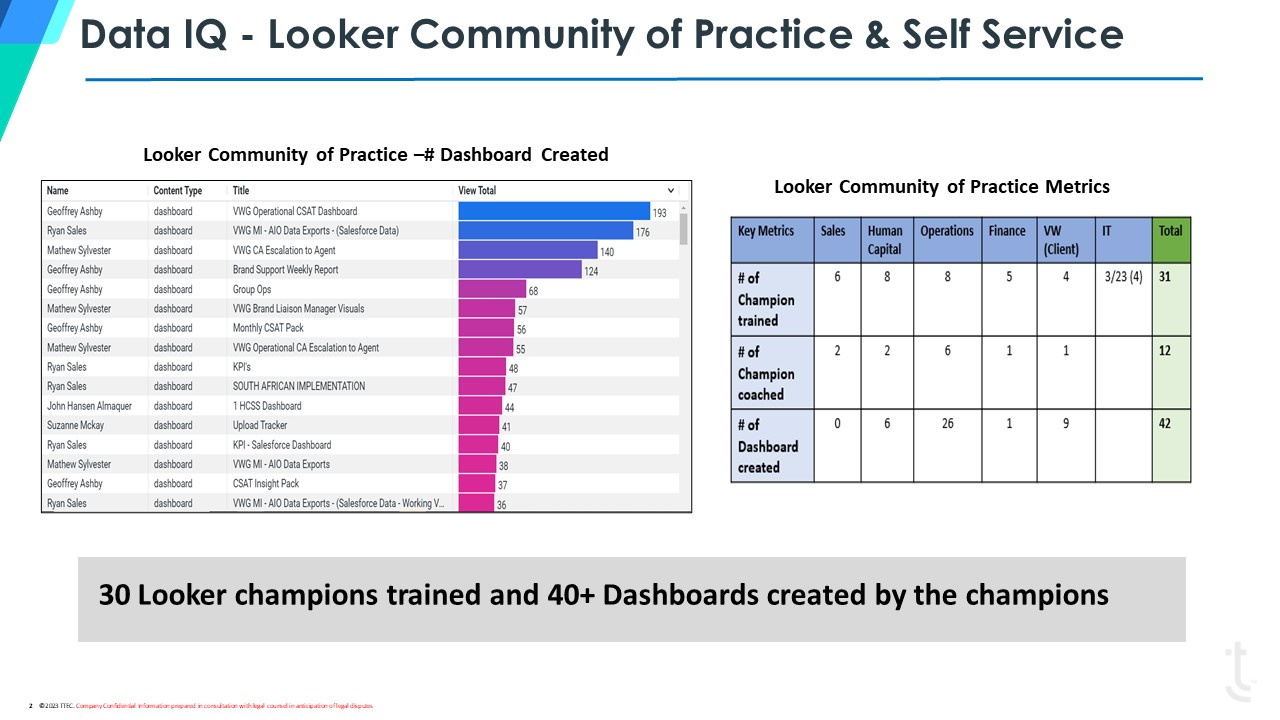 Data IQ - Looker Community of Practice & Self Service
Looker Community of Practice –# Dashboard Created
Name Content Type Title View Total
Geoffrey Ashby dashboard VWG Operational CSAT Dashboard 193
Ryan Sales dashboard VWG MI - AIO Data Exports - (Salesforce Data) 176
Mathew Sylvester dashboard VWG CA Escalation to Agent 140
Geoffrey Ashby dashboard Brand Support Weekly Report 124
Geoffrey Ashby dashboard Group Ops 68
Mathew Sylvester dashboard VWG Brand Liaison Manager Visuals 57
Geoffrey Ashby dashboard Monthly CSAT Pack 56
Mathew Sylvester dashboard VWG Operational CA Escalation to Agent 55
Ryan Sales dashboard KPI's 48
Ryan Sales dashboard SOUTH AFRICAN IMPLEMENTATION 47
John Hansen Almaquer dashboard 1 HCSS Dashboard 44
Suzanne Mckay dashboard Upload Tracker 41
Ryan Sales dashboard KPI - Salesforce Dashboard 40
Mathew Sylvester dashboard VWG MI - AIO Data Exports 38
Geoffrey Ashby dashboard CSAT Insight Pack 37
Ryan Sales dashboard VWG MI - AIO Data Exports - (Salesforce Data - Working V... 36
Looker Community of Practice Metrics
Key Metrics Sales Human Operations Finance VW IT Total
Capital (Client)
# of 6 8 8 5 4 3/23 (4) 31
Champion
trained
# of 2 2 6 1 1 12
Champion
coached
# of 0 6 26 1 9 42
Dashboard
created
30 Looker champions trained and 40+ Dashboards created by the champions
2 ©2023 TTEC. Company Confidential information prepared in consultation with legal counsel in anticipation of legal disputes